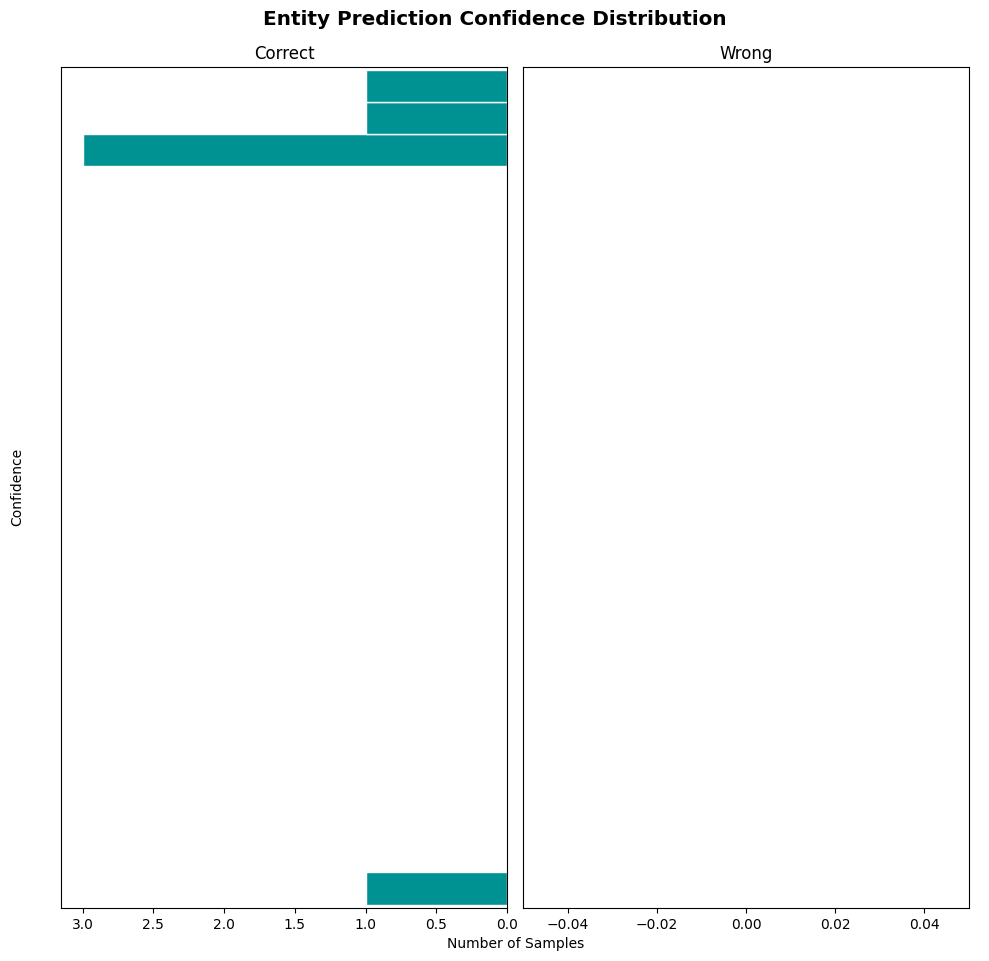 Entity Prediction Confidence Distribution
Correct
Wrong
Confidence
3.0 2.5 2.0 1.5 1.0 0.5 0.0
−0.04 −0.02 0.00 0.02 0.04
Number of Samples